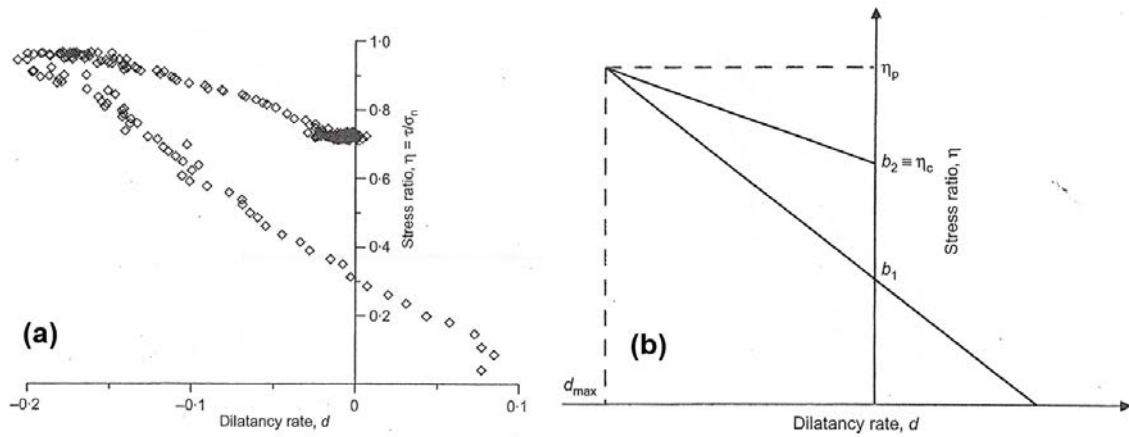 1·0
0·8
0·6
0·4
0·2
Stress ratio, η = τ/σn
(a)
–0·2
–0·1
0
0·1
Dilatancy rate, d
ηp
b2 ≡ ηc
Stress ratio, η
b1
(b)
dmax
Dilatancy rate, d